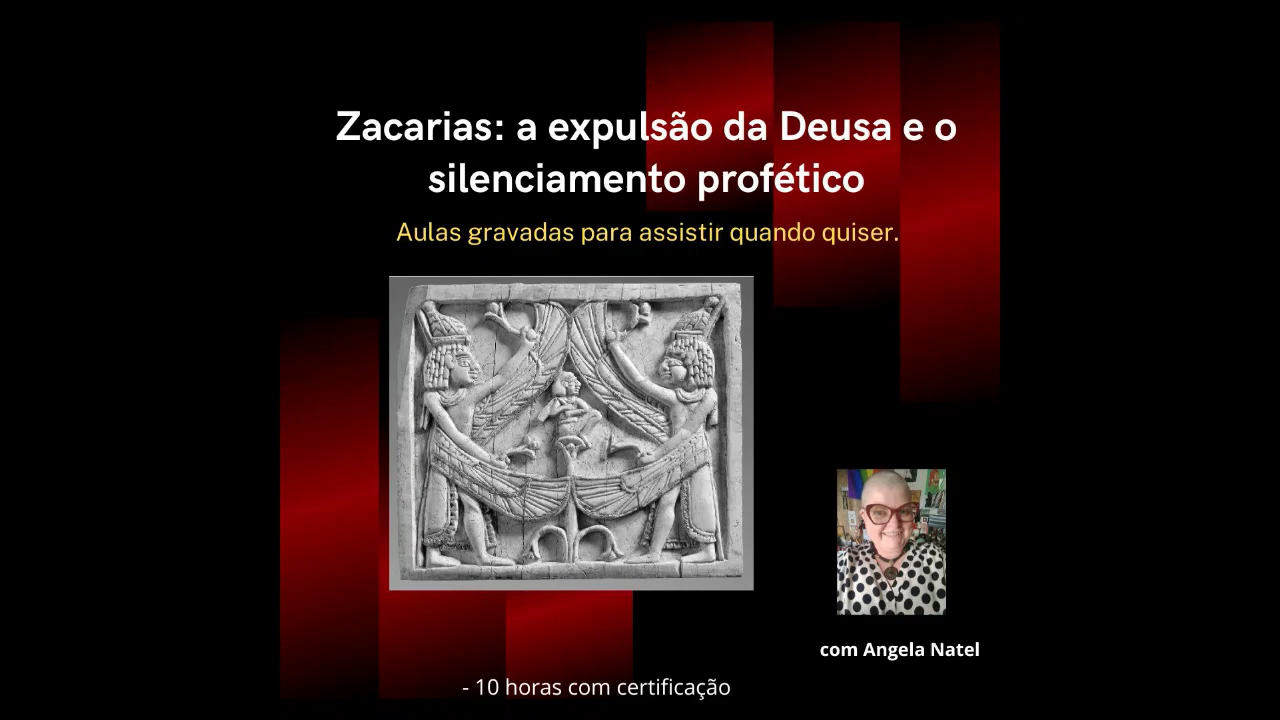 Zacarias: a expulsão da Deusa e o
silenciamento profético
Aulas gravadas para assistir quando quiser.
com Angela Natel
- 10 horas com certificação